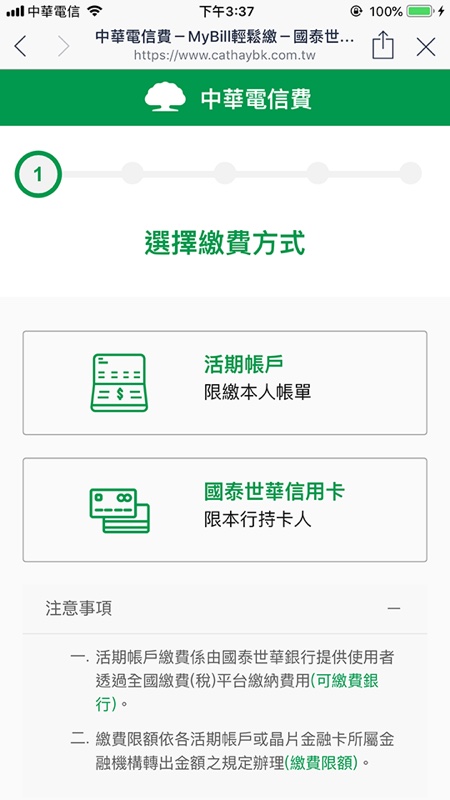 中華電信 下午3:37 100%
中華電信費－MyBill輕鬆繳－國泰世...
https://www.cathaybk.com.tw
中華電信費
1
選擇繳費方式
活期帳戶
限繳本人帳單
國泰世華信用卡
限本行持卡人
注意事項
一. 活期帳戶繳費係由國泰世華銀行提供使用者
透過全國繳費(稅)平台繳納費用(可繳費銀
行)。
二. 繳費限額依各活期帳戶或晶片金融卡所屬金
融機構轉出金額之規定辦理(繳費限額)。